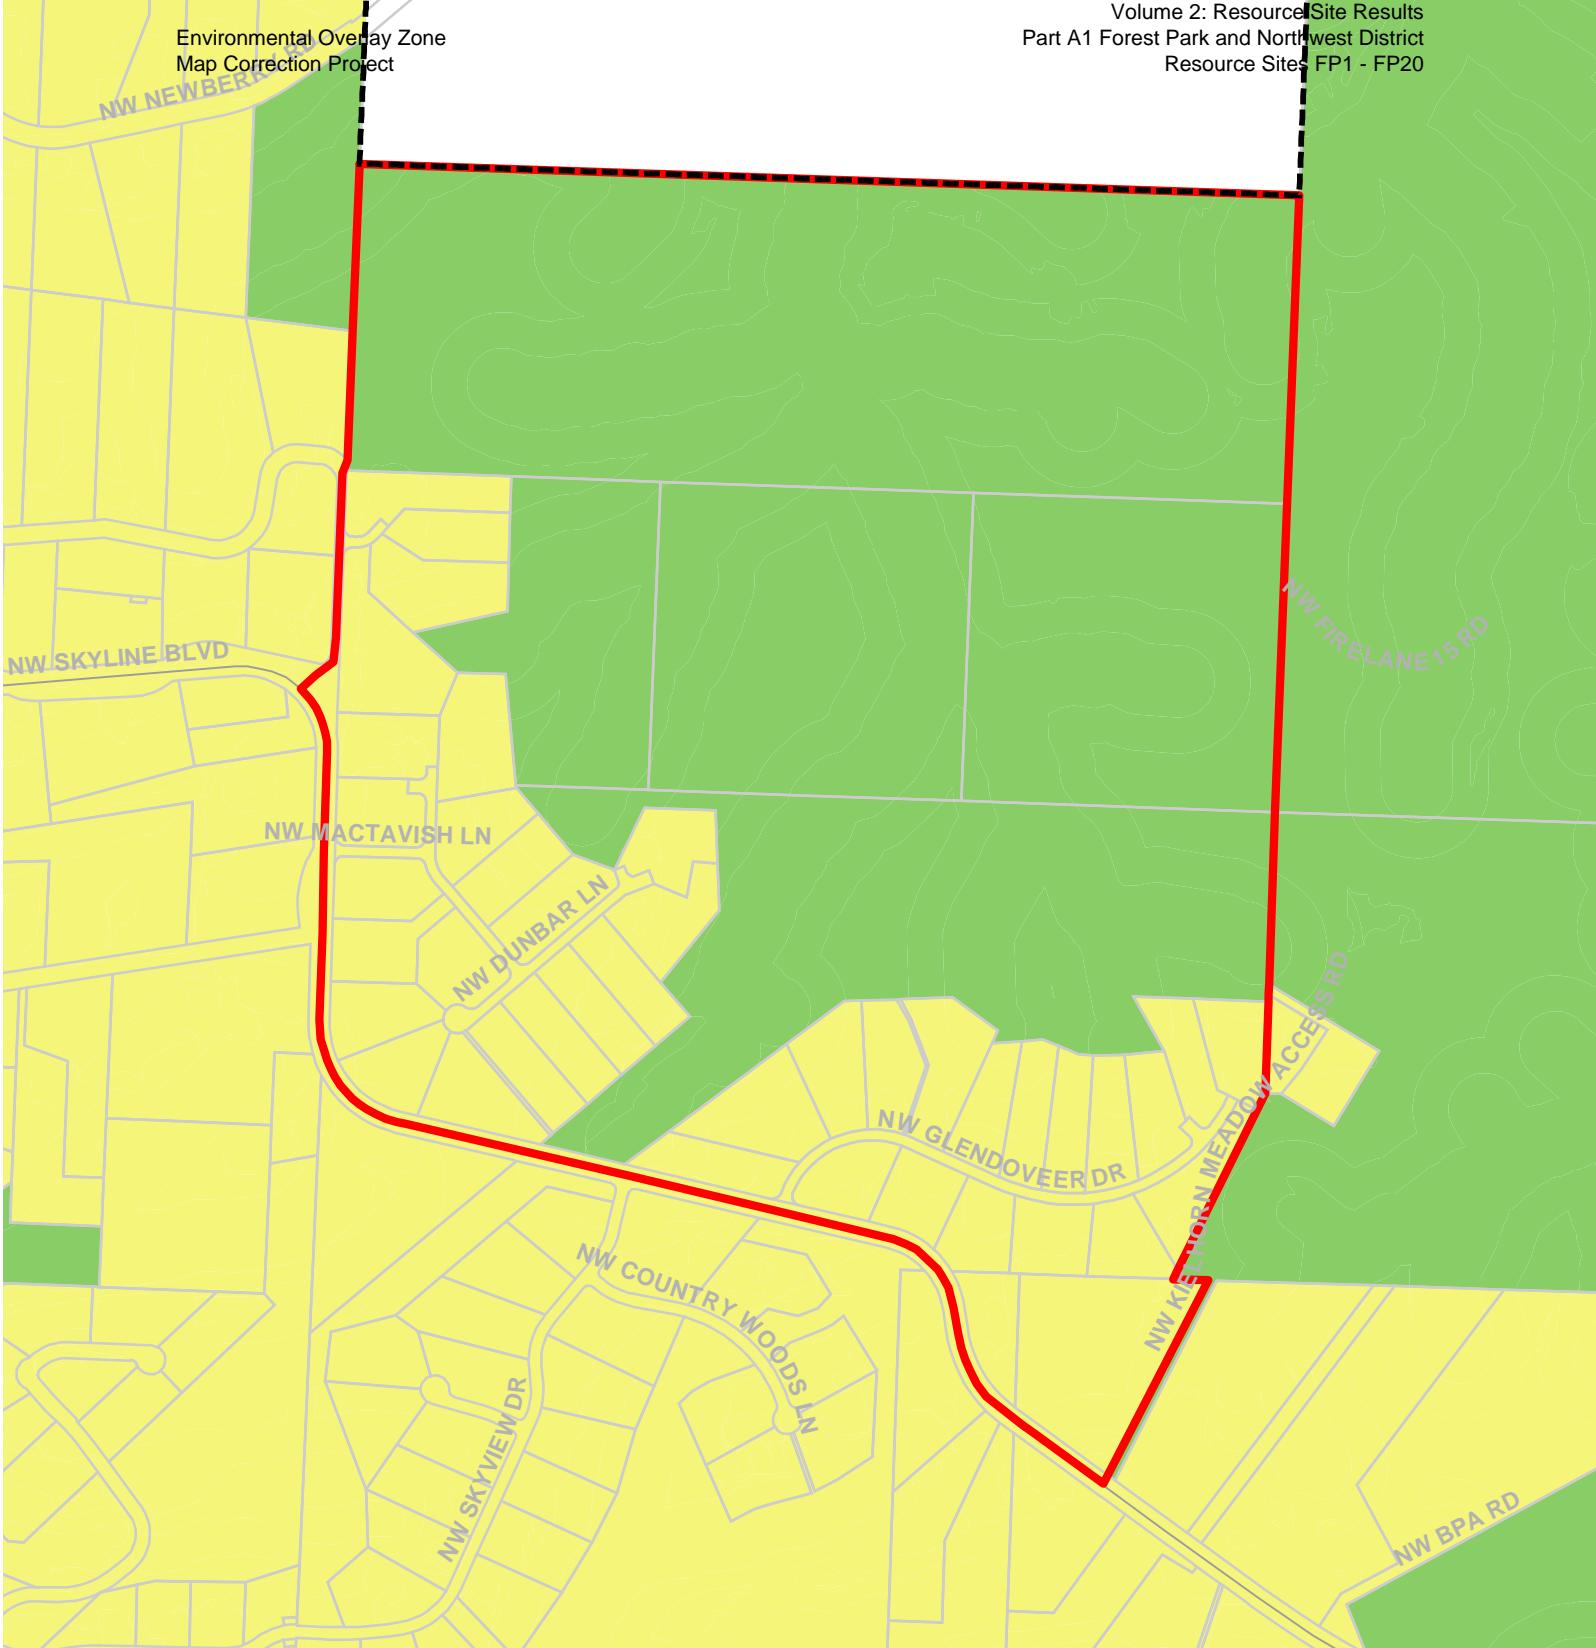 Environmental Overlay Zone
Map Correction Project
Volume 2: Resource Site Results
Part A1 Forest Park and Northwest District
Resource Sites FP1 - FP20
NW NEWBERRY RD
NW SKYLINE BLVD
NW FIRELANE 15 RD
NW MACTAVISH LN
NW DUNBAR LN
NW KIELHORN MEADOW ACCESS RD
NW GLENDOVEER DR
NW COUNTRY WOODS LN
NW SKYVIEW DR
NW BPA RD